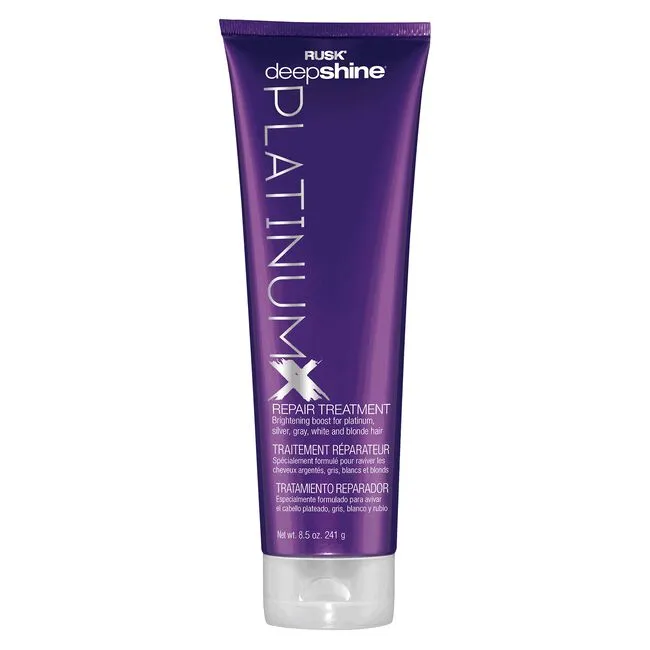 RUSK®
deepshine®
PLATINUMX
REPAIR TREATMENT
Brightening boost for platinum,
silver, gray, white and blonde hair
TRAITEMENT RÉPARATEUR
Spécialement formulé pour raviver les
cheveux argentés, gris, blancs et blonds
TRATAMIENTO REPARADOR
Especialmente formulado para avivar
el cabello plateado, gris, blanco y rubio
Net wt. 8.5 oz. 241 g